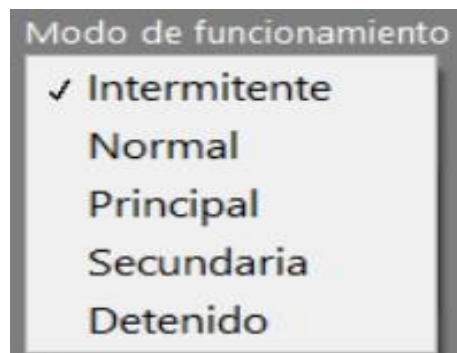 Modo de funcionamiento
✓ Intermitente
Normal
Principal
Secundaria
Detenido